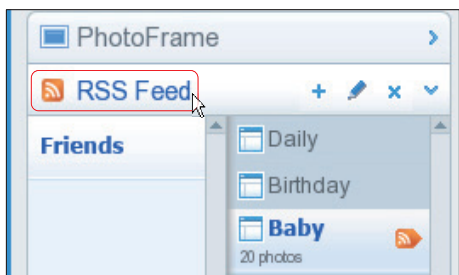 PhotoFrame
RSS Feed
Friends
Daily
Birthday
Baby
20 photos